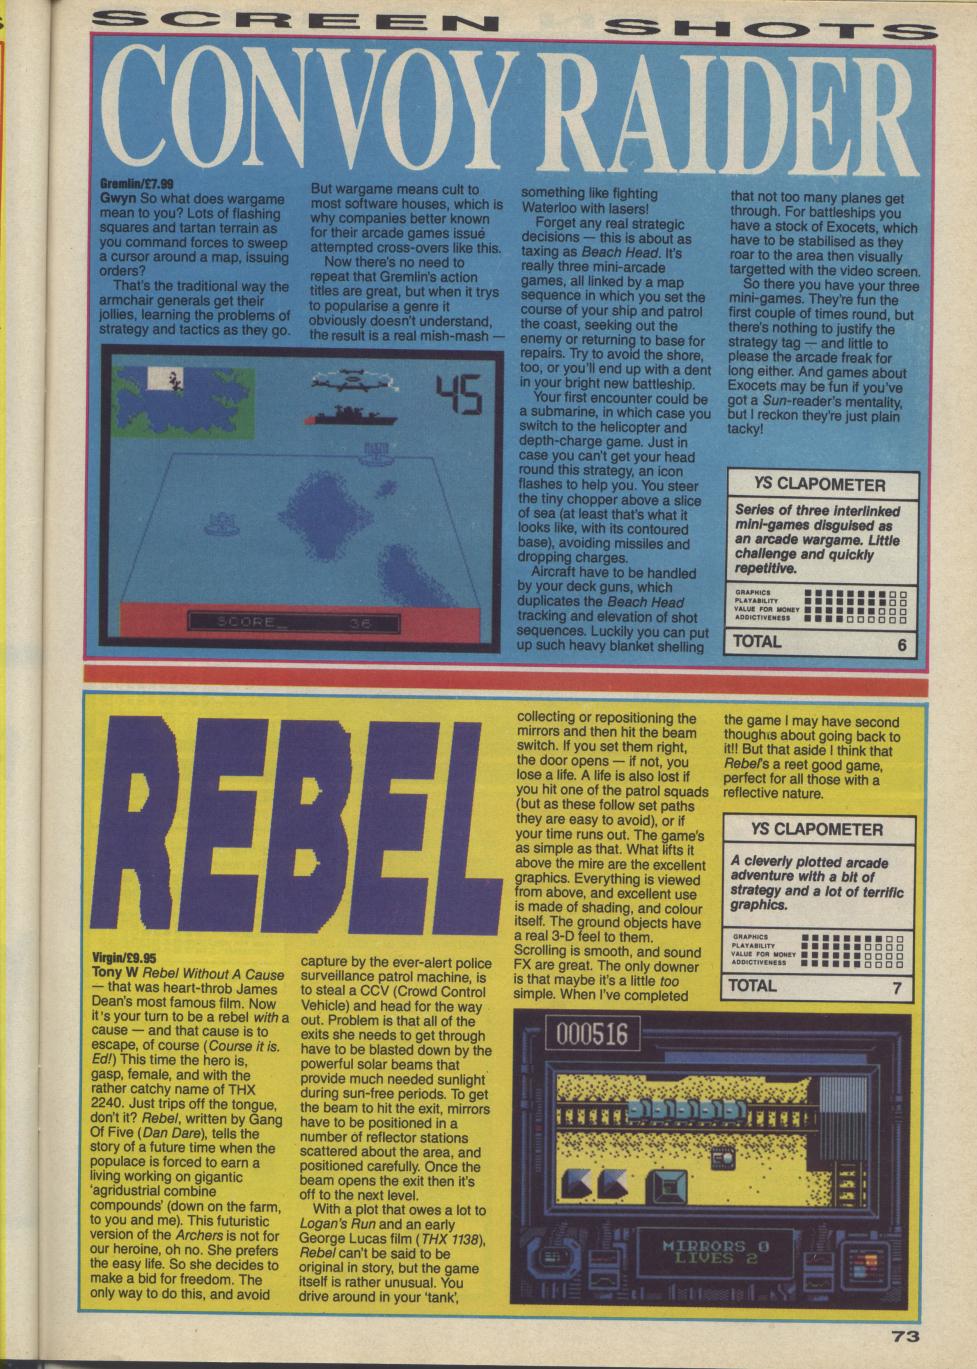 SCREEN SHOTS
CONVOY RAIDER
Gremlin/£7.99
Gwyn So what does wargame
mean to you? Lots of flashing
squares and tartan terrain as
you command forces to sweep
a cursor around a map, issuing
orders?
That's the traditional way the
armchair generals get their
jollies, learning the problems of
strategy and tactics as they go.
But wargame means cult to
most software houses, which is
why companies better known
for their arcade games issue
attempted cross-overs like this.
Now there's no need to
repeat that Gremlin's action
titles are great, but when it trys
to popularise a genre it
obviously doesn't understand,
the result is a real mish-mash —
something like fighting
Waterloo with lasers!
Forget any real strategic
decisions — this is about as
taxing as Beach Head. It's
really three mini-arcade
games, all linked by a map
sequence in which you set the
course of your ship and patrol
the coast, seeking out the
enemy or returning to base for
repairs. Try to avoid the shore,
too, or you'll end up with a dent
in your bright new battleship.
Your first encounter could be
a submarine, in which case you
switch to the helicopter and
depth-charge game. Just in
case you can't get your head
round this strategy, an icon
flashes to help you. You steer
the tiny chopper above a slice
of sea (at least that's what it
looks like, with its contoured
base), avoiding missiles and
dropping charges.
Aircraft have to be handled
by your deck guns, which
duplicates the Beach Head
tracking and elevation of shot
sequences. Luckily you can put
up such heavy blanket shelling
that not too many planes get
through. For battleships you
have a stock of Exocets, which
have to be stabilised as they
roar to the area then visually
targetted with the video screen.
So there you have your three
mini-games. They're fun the
first couple of times round, but
there's nothing to justify the
strategy tag — and little to
please the arcade freak for
long either. And games about
Exocets may be fun if you've
got a Sun-reader's mentality,
but I reckon they're just plain
tacky!
45
SCORE_ 36
YS CLAPOMETER
Series of three interlinked
mini-games disguised as
an arcade wargame. Little
challenge and quickly
repetitive.
GRAPHICS
PLAYABILITY
VALUE FOR MONEY
ADDICTIVENESS
TOTAL 6
REBEL
Virgin/£9.95
Tony W Rebel Without A Cause
— that was heart-throb James
Dean's most famous film. Now
it's your turn to be a rebel with a
cause — and that cause is to
escape, of course (Course it is.
Ed!) This time the hero is,
gasp, female, and with the
rather catchy name of THX
2240. Just trips off the tongue,
don't it? Rebel, written by Gang
Of Five (Dan Dare), tells the
story of a future time when the
populace is forced to earn a
living working on gigantic
'agridustrial combine
compounds' (down on the farm,
to you and me). This futuristic
version of the Archers is not for
our heroine, oh no. She prefers
the easy life. So she decides to
make a bid for freedom. The
only way to do this, and avoid
capture by the ever-alert police
surveillance patrol machine, is
to steal a CCV (Crowd Control
Vehicle) and head for the way
out. Problem is that all of the
exits she needs to get through
have to be blasted down by the
powerful solar beams that
provide much needed sunlight
during sun-free periods. To get
the beam to hit the exit, mirrors
have to be positioned in a
number of reflector stations
scattered about the area, and
positioned carefully. Once the
beam opens the exit then it's
off to the next level.
With a plot that owes a lot to
Logan's Run and an early
George Lucas film (THX 1138),
Rebel can't be said to be
original in story, but the game
itself is rather unusual. You
drive around in your 'tank',
collecting or repositioning the
mirrors and then hit the beam
switch. If you set them right,
the door opens — if not, you
lose a life. A life is also lost if
you hit one of the patrol squads
(but as these follow set paths
they are easy to avoid), or if
your time runs out. The game's
as simple as that. What lifts it
above the mire are the excellent
graphics. Everything is viewed
from above, and excellent use
is made of shading, and colour
itself. The ground objects have
a real 3-D feel to them.
Scrolling is smooth, and sound
FX are great. The only downer
is that maybe it's a little too
simple. When I've completed
the game I may have second
thoughts about going back to
it!! But that aside I think that
Rebel's a reet good game,
perfect for all those with a
reflective nature.
YS CLAPOMETER
A cleverly plotted arcade
adventure with a bit of
strategy and a lot of terrific
graphics.
GRAPHICS
PLAYABILITY
VALUE FOR MONEY
ADDICTIVENESS
TOTAL 7
000516
MIRRORS 0
LIVES 2
73